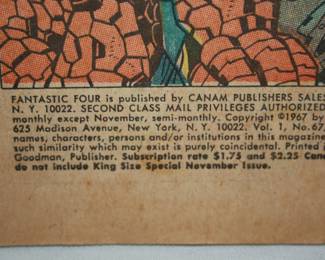 FANTASTIC FOUR is published by CANAM PUBLISHERS SALES
N. Y. 10022. SECOND CLASS MAIL PRIVILEGES AUTHORIZED
monthly except November, semi-monthly. Copyright ©1967 by
625 Madison Avenue, New York, N. Y. 10022. Vol. 1, No. 67,
names, characters, persons and/or institutions in this magazine
such similarity which may exist is purely coincidental. Printed i
Goodman, Publisher. Subscription rate $1.75 and $2.25 Can
do not include King Size Special November Issue.